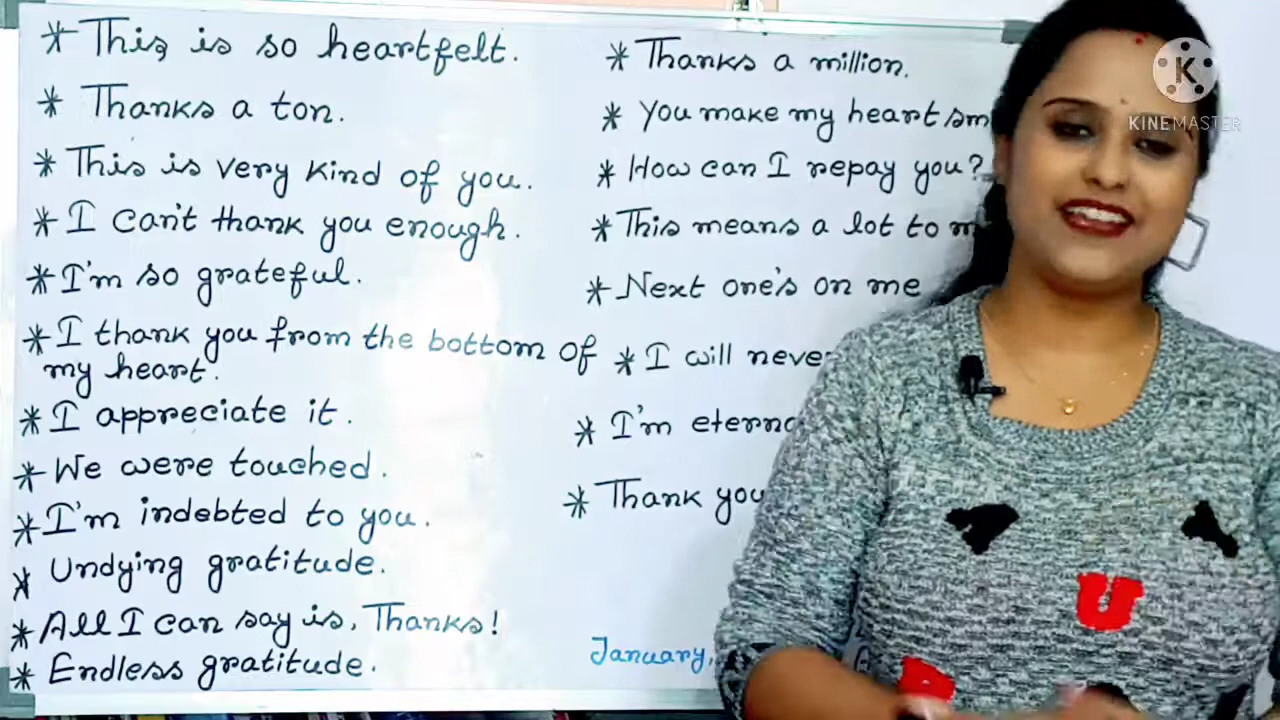 * This is so heartfelt.
* Thanks a ton.
* This is very kind of you.
* I can't thank you enough.
* I'm so grateful.
* I thank you from the bottom of
my heart.
* I appreciate it.
* We were touched.
* I'm indebted to you.
* Undying gratitude.
* All I can say is, Thanks!
* Endless gratitude.
* Thanks a million.
* You make my heart
* How can I repay you?
* This means a lot to
* Next one's on me
* I will never
* I'm
* Thank you
January,
K
KINEMASTER
U